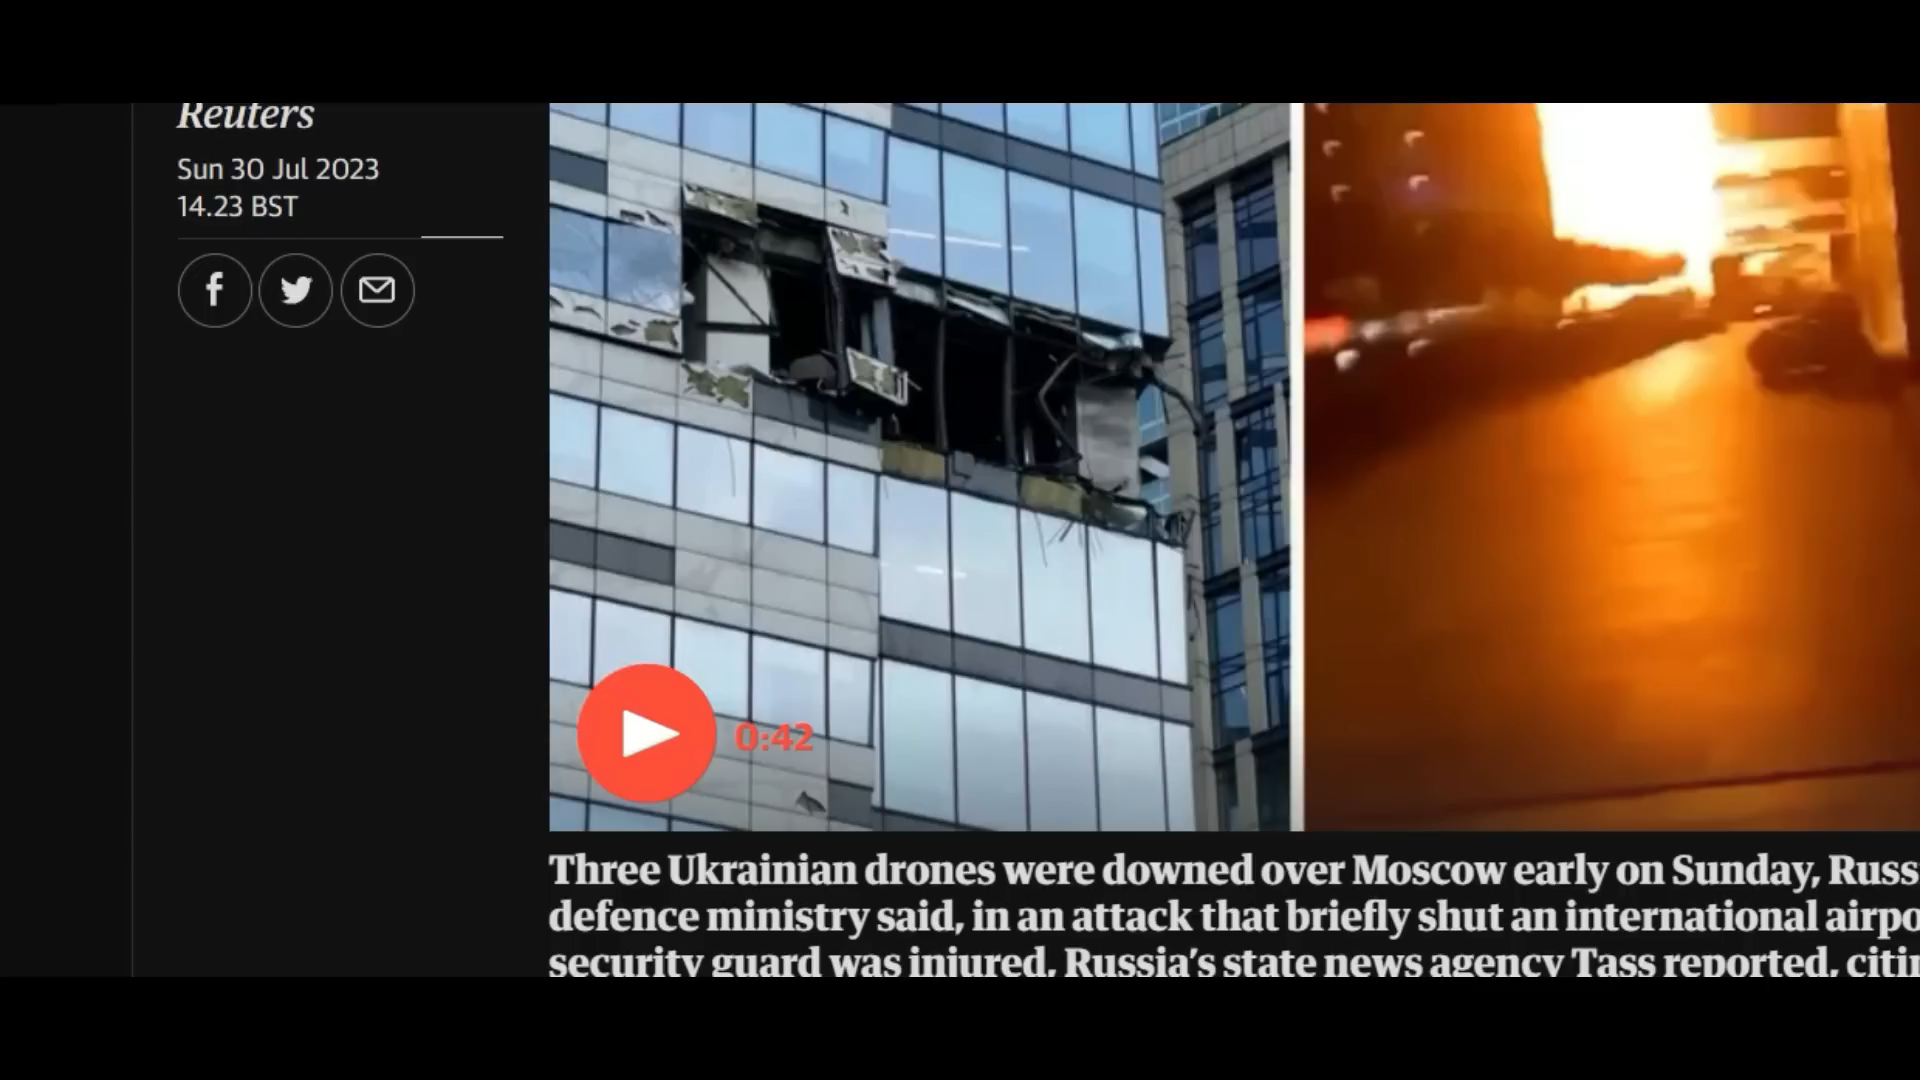 Reuters
Sun 30 Jul 2023
14.23 BST
0:42
Three Ukrainian drones were downed over Moscow early on Sunday, Russ
defence ministry said, in an attack that briefly shut an international airpo
security guard was injured, Russia's state news agency Tass reported, citin